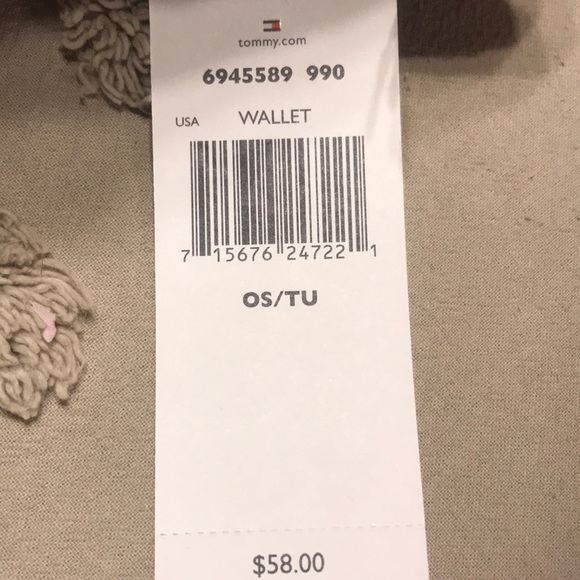 tommy.com
6945589 990
USA WALLET
7 15676 24722 1
OS/TU
$58.00